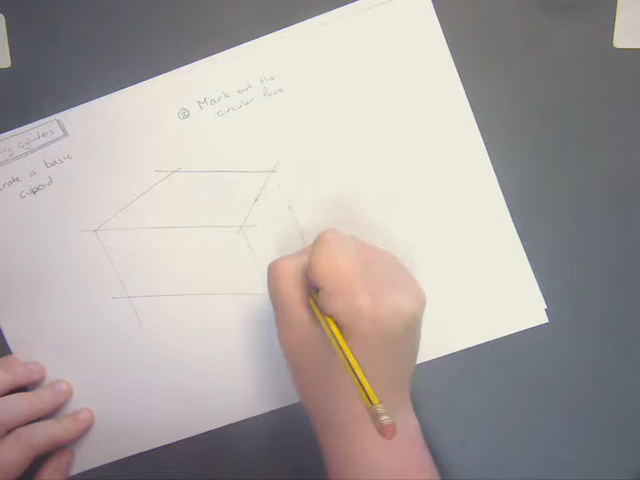 cylinders
a basic
cuboid
② Mark out the
circular face